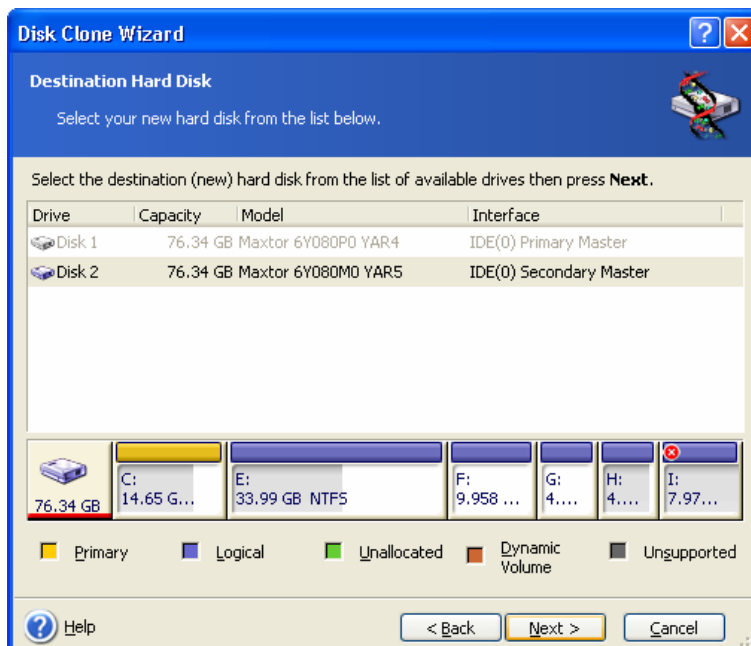 Disk Clone Wizard
Destination Hard Disk
Select your new hard disk from the list below.
Select the destination (new) hard disk from the list of available drives then press Next.
Drive Capacity Model Interface
Disk 1 76.34 GB Maxtor 6Y080P0 YAR4 IDE(0) Primary Master
Disk 2 76.34 GB Maxtor 6Y080M0 YAR5 IDE(0) Secondary Master
76.34 GB
C:
14.65 G...
E:
33.99 GB NTFS
F:
9.958 ...
G:
4....
H:
4....
I:
7.97...
Primary
Logical
Unallocated
Dynamic
Volume
Unsupported
Help
< Back
Next >
Cancel